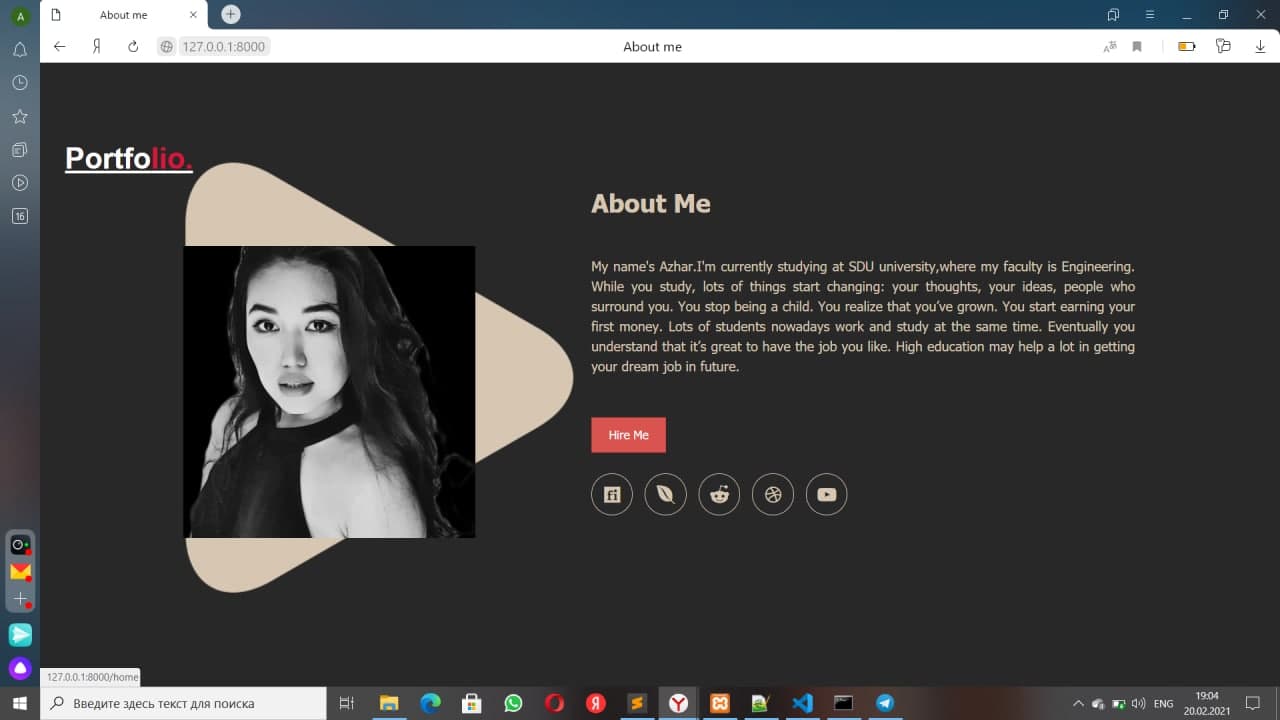 A
About me
Я
127.0.0.1:8000
About me
16
Portfolio.
About Me
My name's Azhar.I'm currently studying at SDU university,where my faculty is Engineering.
While you study, lots of things start changing: your thoughts, your ideas, people who
surround you. You stop being a child. You realize that you’ve grown. You start earning your
first money. Lots of students nowadays work and study at the same time. Eventually you
understand that it’s great to have the job you like. High education may help a lot in getting
your dream job in future.
Hire Me
127.0.0.1:8000/home
Введите здесь текст для поиска
ENG
19:04
20.02.2021